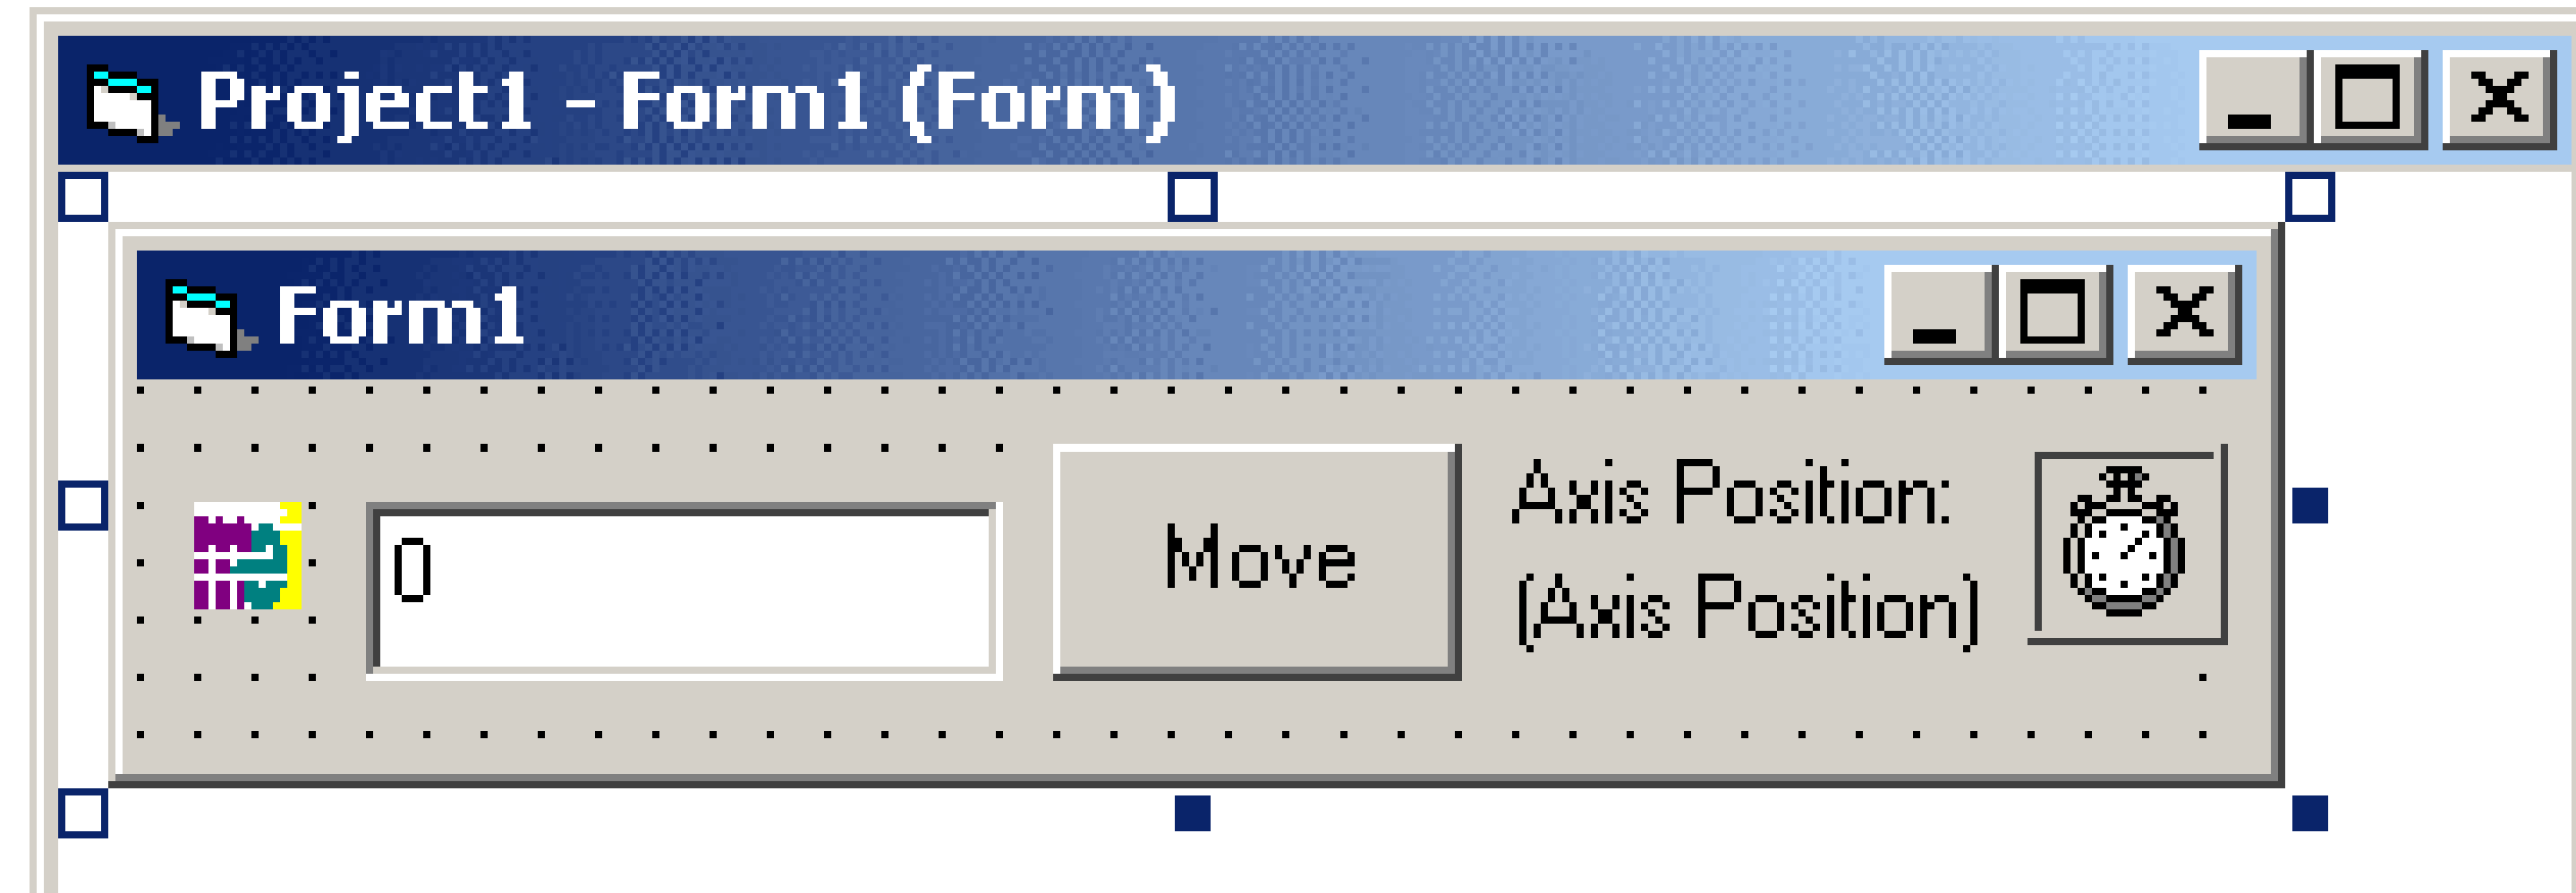 Project1 - Form1 (Form)
Form1
0
Move
Axis Position:
(Axis Position)